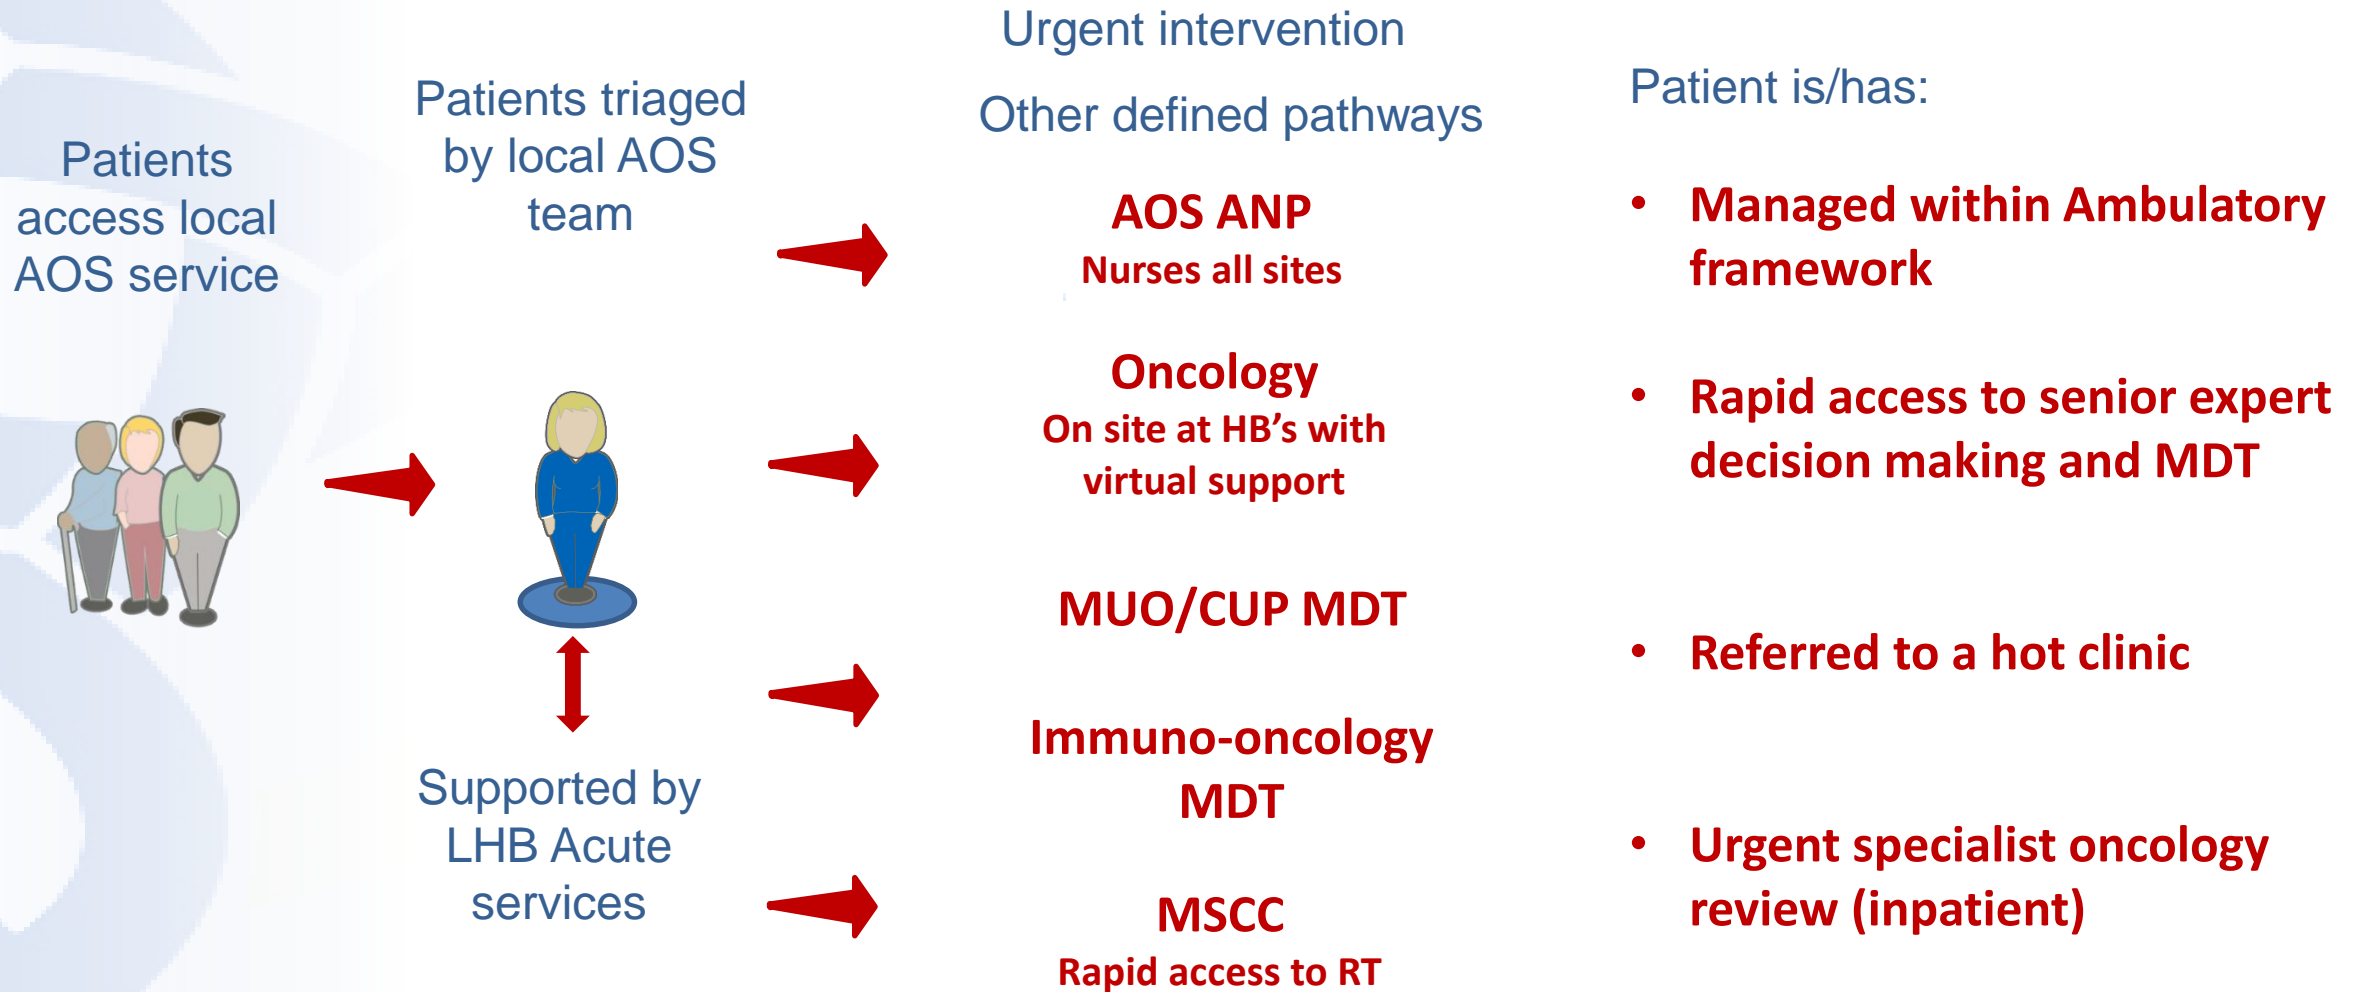 Patients
access local
AOS service
Patients triaged
by local AOS
team
Supported by
LHB Acute
services
Urgent intervention
Other defined pathways
AOS ANP
Nurses all sites
Oncology
On site at HB’s with
virtual support
MUO/CUP MDT
Immuno-oncology
MDT
MSCC
Rapid access to RT
Patient is/has:
• Managed within Ambulatory
framework
• Rapid access to senior expert
decision making and MDT
• Referred to a hot clinic
• Urgent specialist oncology
review (inpatient)